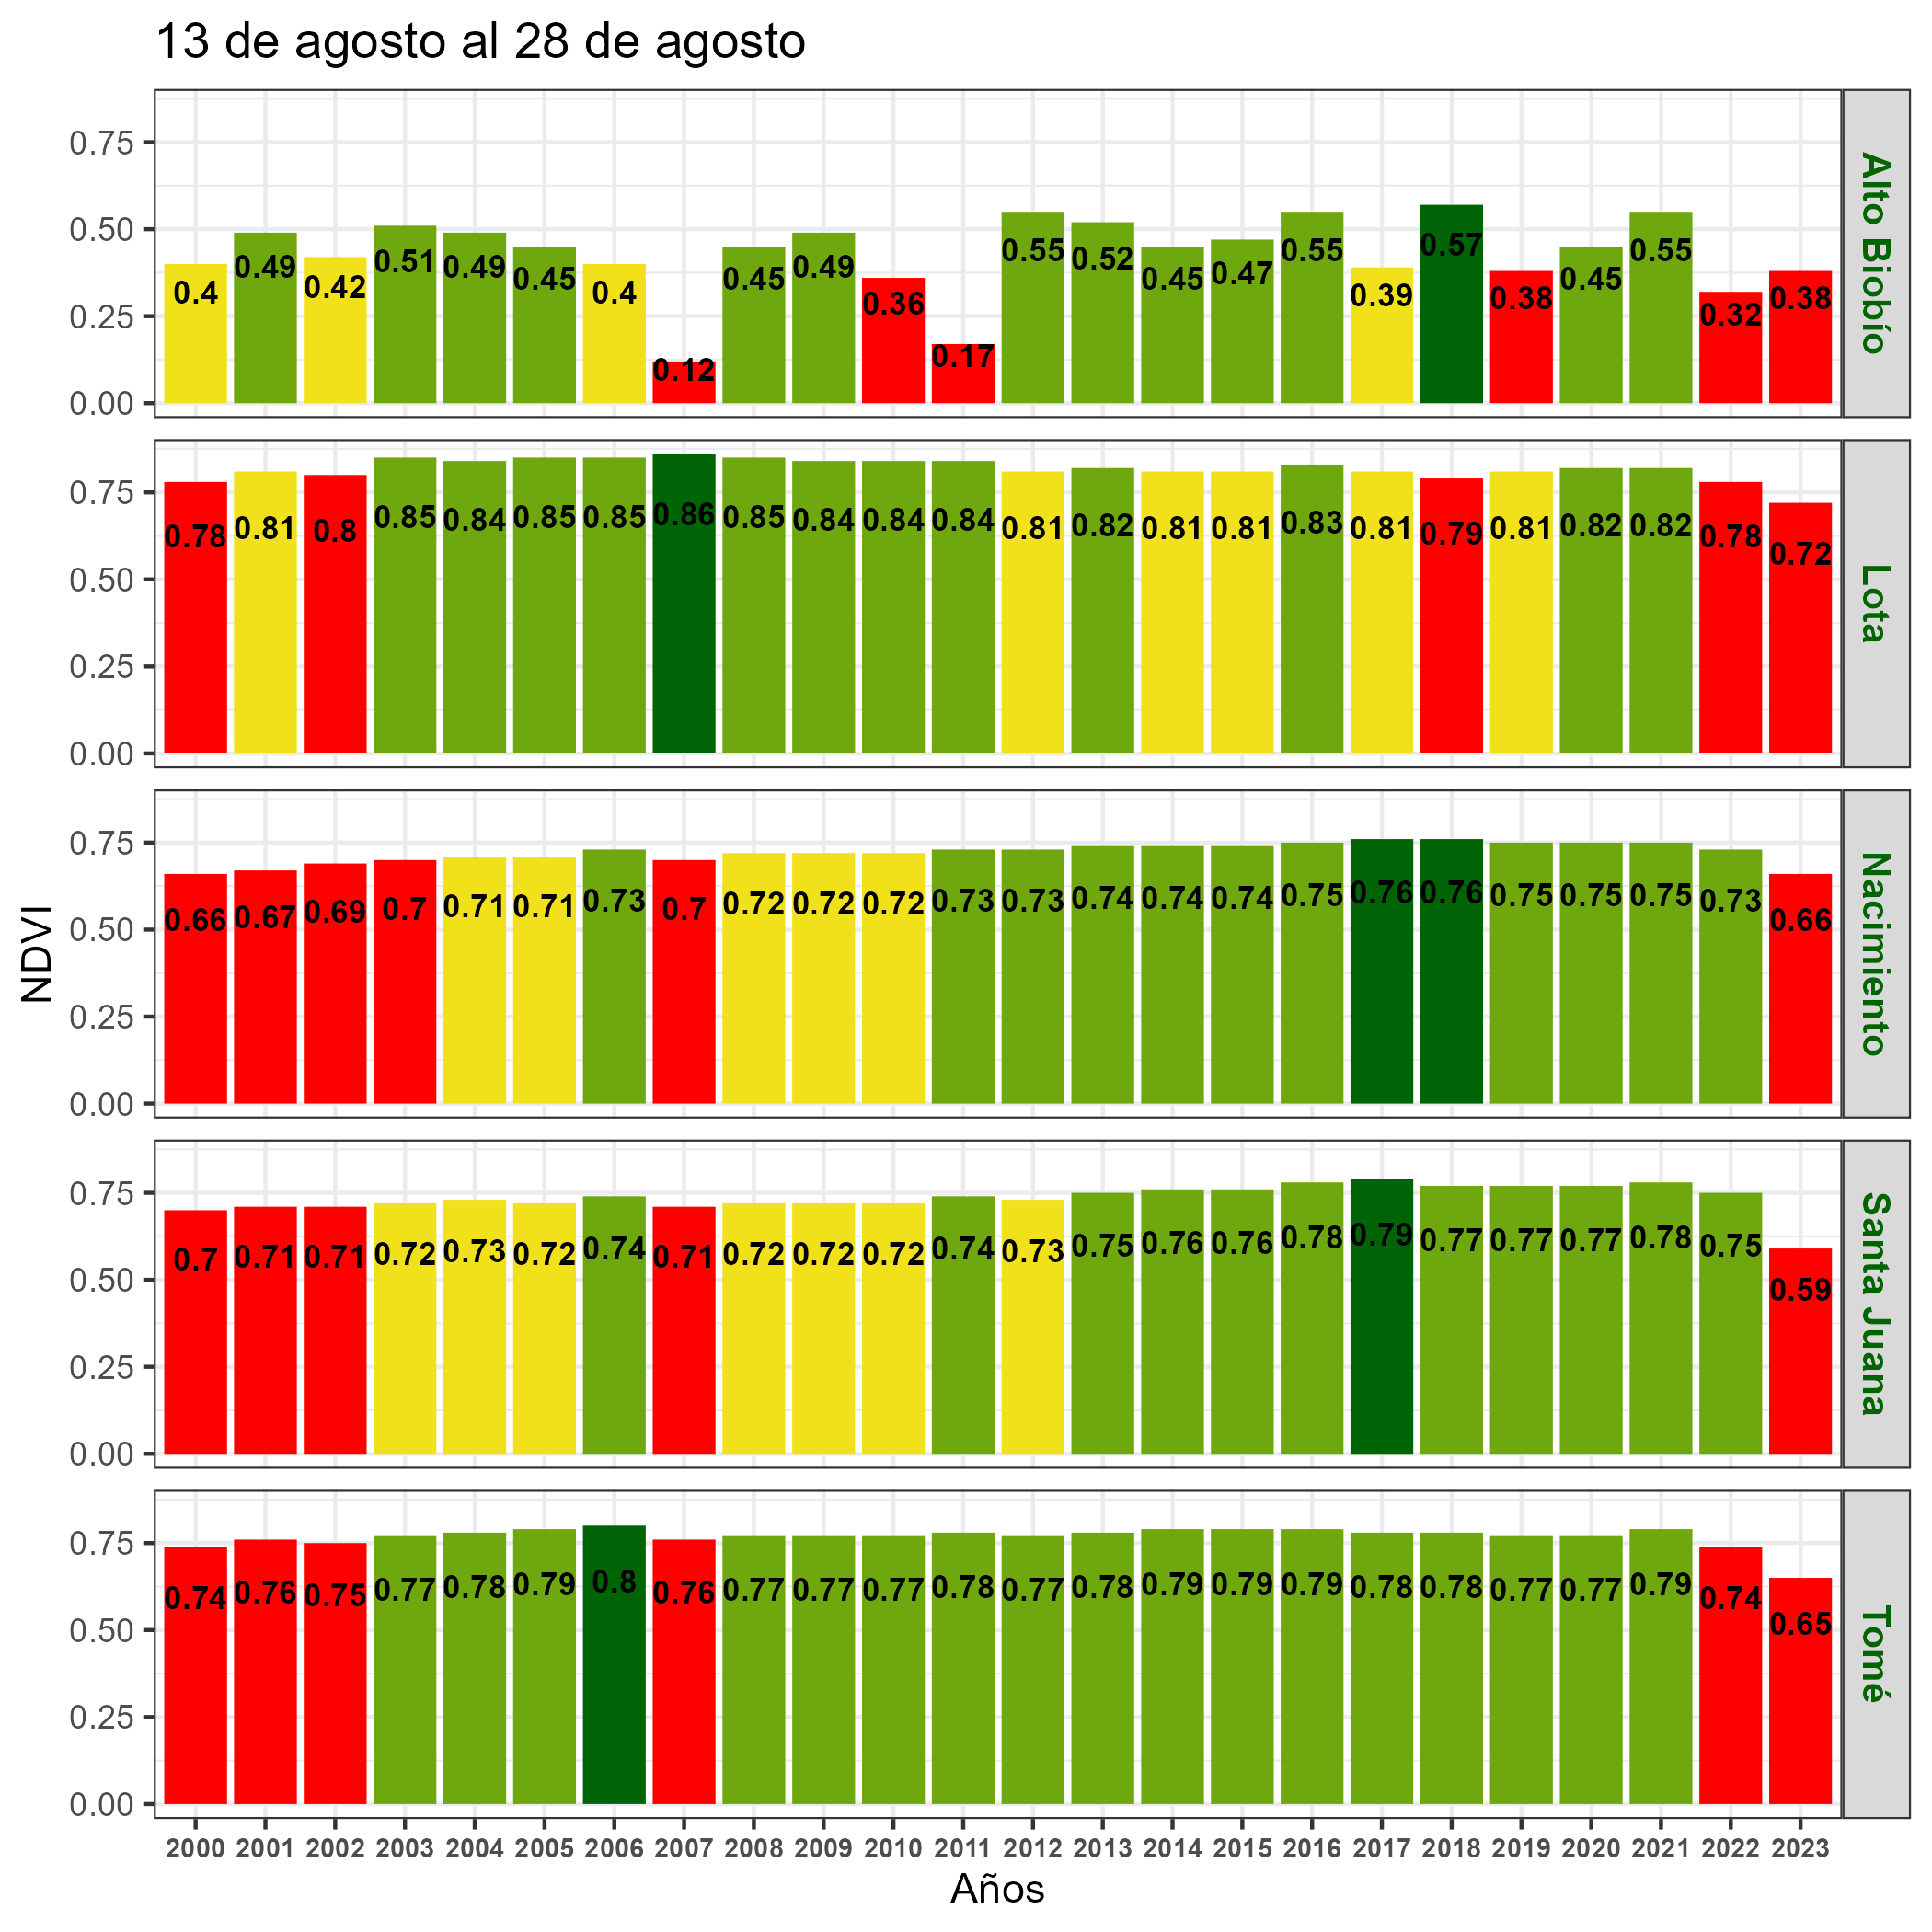 13 de agosto al 28 de agosto
NDVI
0.75
0.50
0.25
0.00
0.4 0.49 0.42 0.51 0.49 0.45 0.4 0.12 0.45 0.49 0.36 0.17 0.55 0.52 0.45 0.47 0.55 0.39 0.57 0.38 0.45 0.55 0.32 0.38
Alto Biobío
0.75
0.50
0.25
0.00
0.78 0.81 0.8 0.85 0.84 0.85 0.85 0.86 0.85 0.84 0.84 0.84 0.81 0.82 0.81 0.81 0.83 0.81 0.79 0.81 0.82 0.82 0.78 0.72
Lota
0.75
0.50
0.25
0.00
0.66 0.67 0.69 0.7 0.71 0.71 0.73 0.7 0.72 0.72 0.72 0.73 0.73 0.74 0.74 0.74 0.75 0.76 0.76 0.75 0.75 0.75 0.73 0.66
Nacimiento
0.75
0.50
0.25
0.00
0.7 0.71 0.71 0.72 0.73 0.72 0.74 0.71 0.72 0.72 0.72 0.74 0.73 0.75 0.76 0.76 0.78 0.79 0.77 0.77 0.77 0.78 0.75 0.59
Santa Juana
0.75
0.50
0.25
0.00
0.74 0.76 0.75 0.77 0.78 0.79 0.8 0.76 0.77 0.77 0.77 0.78 0.77 0.78 0.79 0.79 0.79 0.78 0.78 0.77 0.77 0.79 0.74 0.65
Tomé
2000 2001 2002 2003 2004 2005 2006 2007 2008 2009 2010 2011 2012 2013 2014 2015 2016 2017 2018 2019 2020 2021 2022 2023
Años